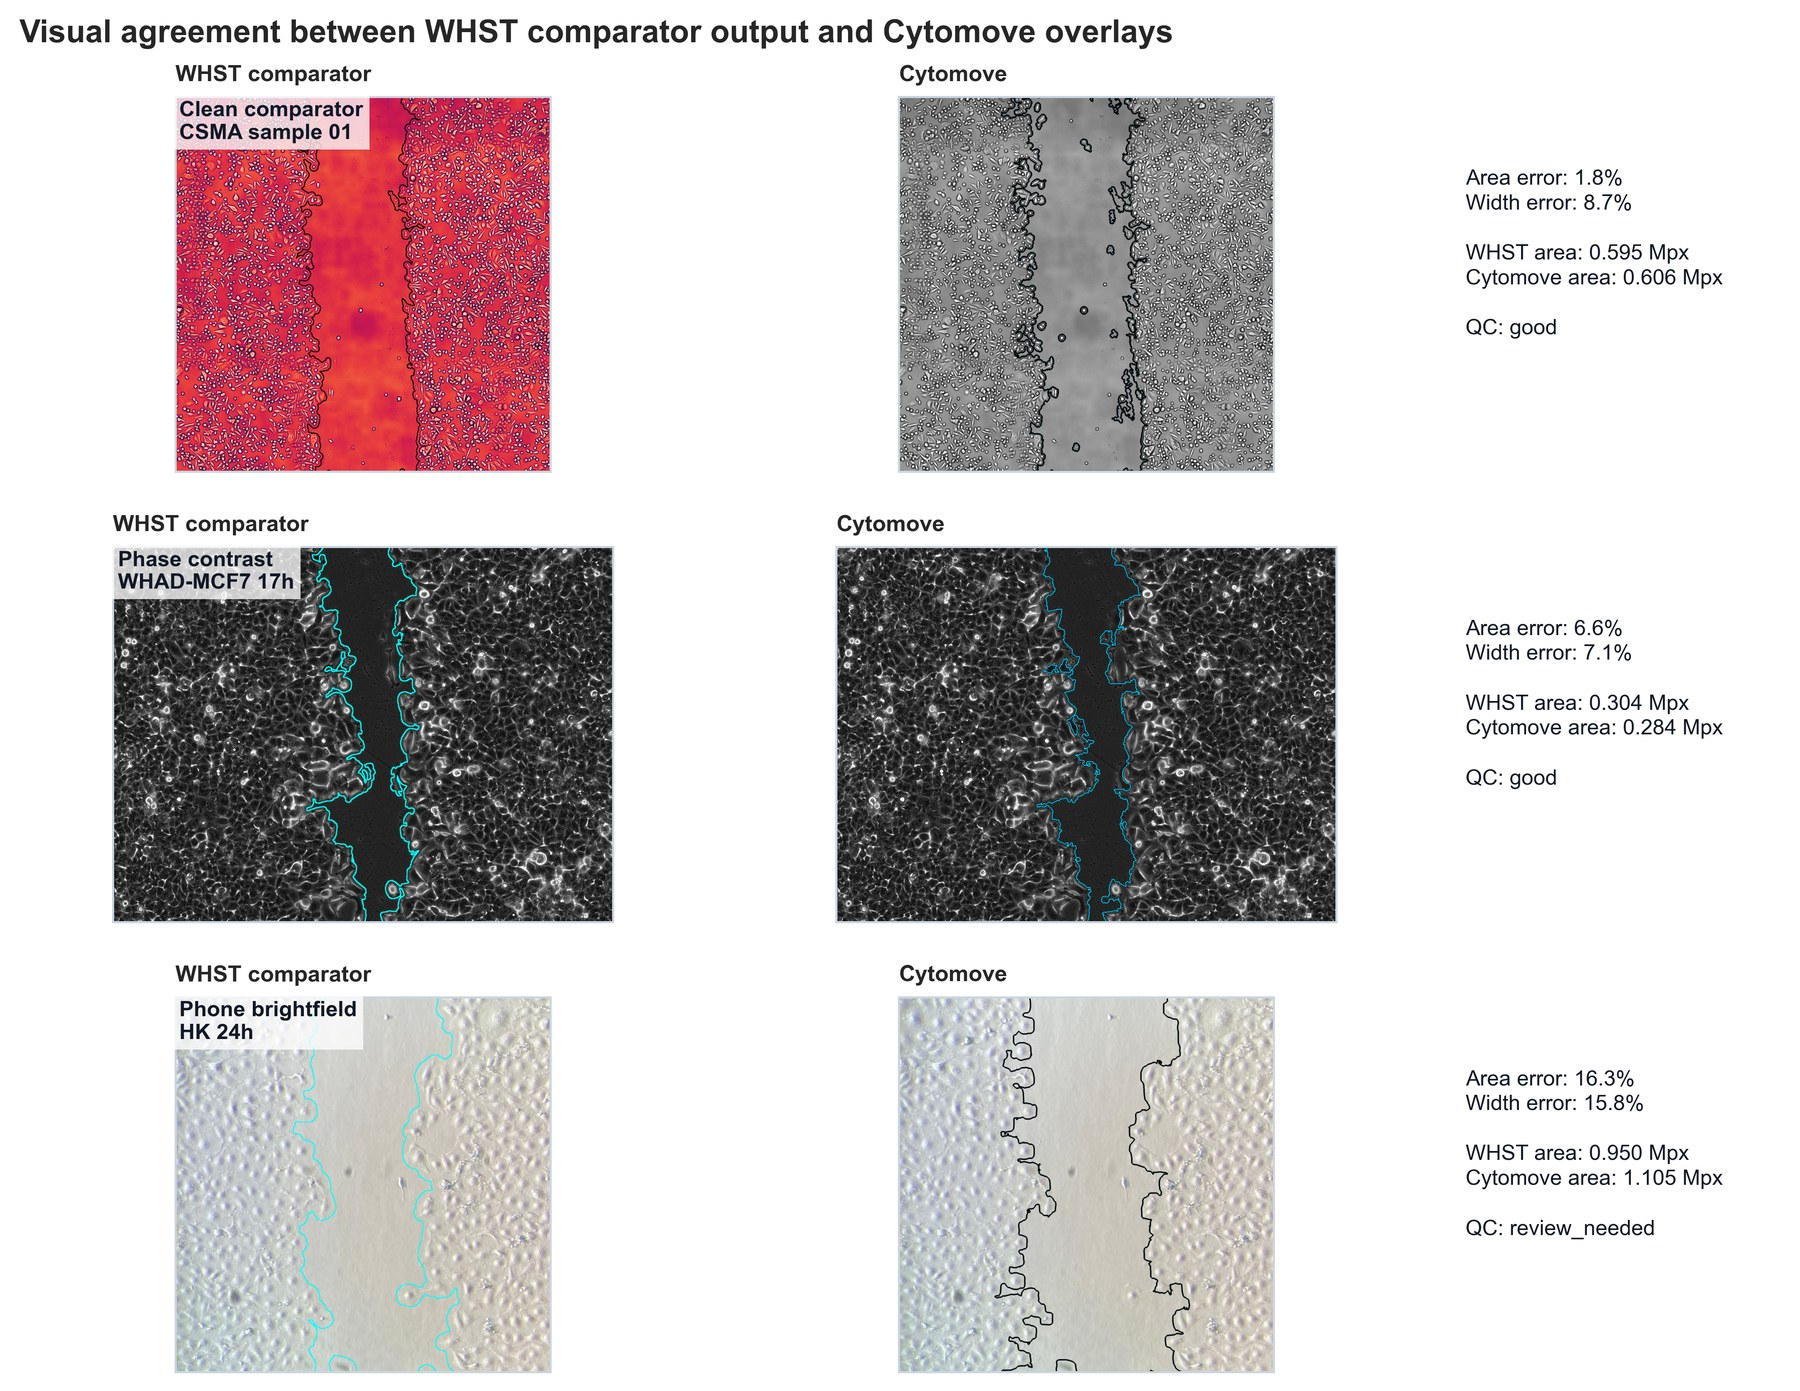 Visual agreement between WHST comparator output and Cytomove overlays
WHST comparator
Cytomove
Clean comparator
CSMA sample 01
Area error: 1.8%
Width error: 8.7%
WHST area: 0.595 Mpx
Cytomove area: 0.606 Mpx
QC: good
WHST comparator
Cytomove
Phase contrast
WHAD-MCF7 17h
Area error: 6.6%
Width error: 7.1%
WHST area: 0.304 Mpx
Cytomove area: 0.284 Mpx
QC: good
WHST comparator
Cytomove
Phone brightfield
HK 24h
Area error: 16.3%
Width error: 15.8%
WHST area: 0.950 Mpx
Cytomove area: 1.105 Mpx
QC: review_needed